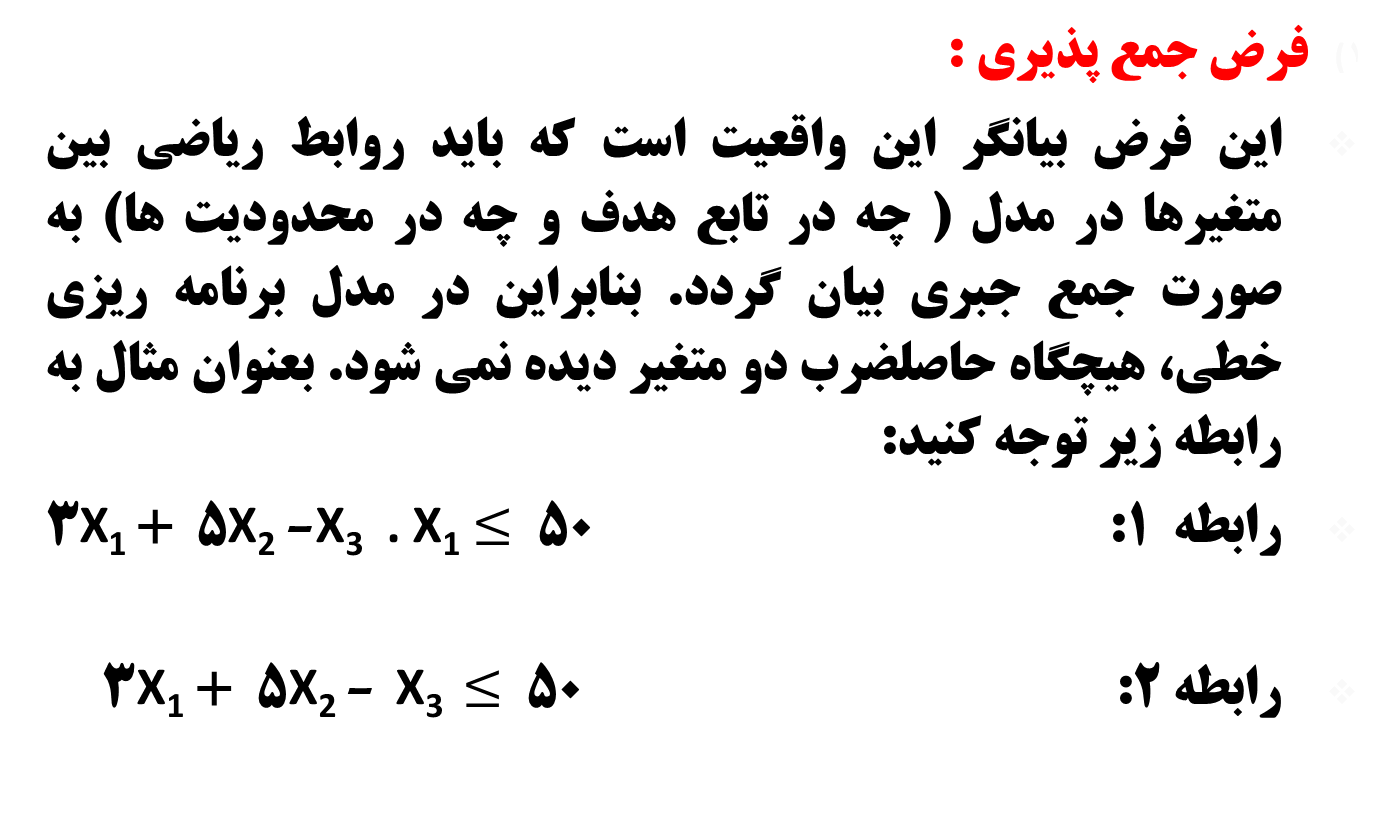 ۱) فرض جمع پذیری :
این فرض بیانگر این واقعیت است که باید روابط ریاضی بین
متغیرها در مدل ( چه در تابع هدف و چه در محدودیت ها) به
صورت جمع جبری بیان گردد. بنابراین در مدل برنامه ریزی
خطی، هیچگاه حاصلضرب دو متغیر دیده نمی شود. بعنوان مثال به
رابطه زیر توجه کنید:
رابطه ۱: ۳X₁ + ۵X₂ –X₃ . X₁ ≤ ۵۰
رابطه ۲: ۳X₁ + ۵X₂ – X₃ ≤ ۵۰